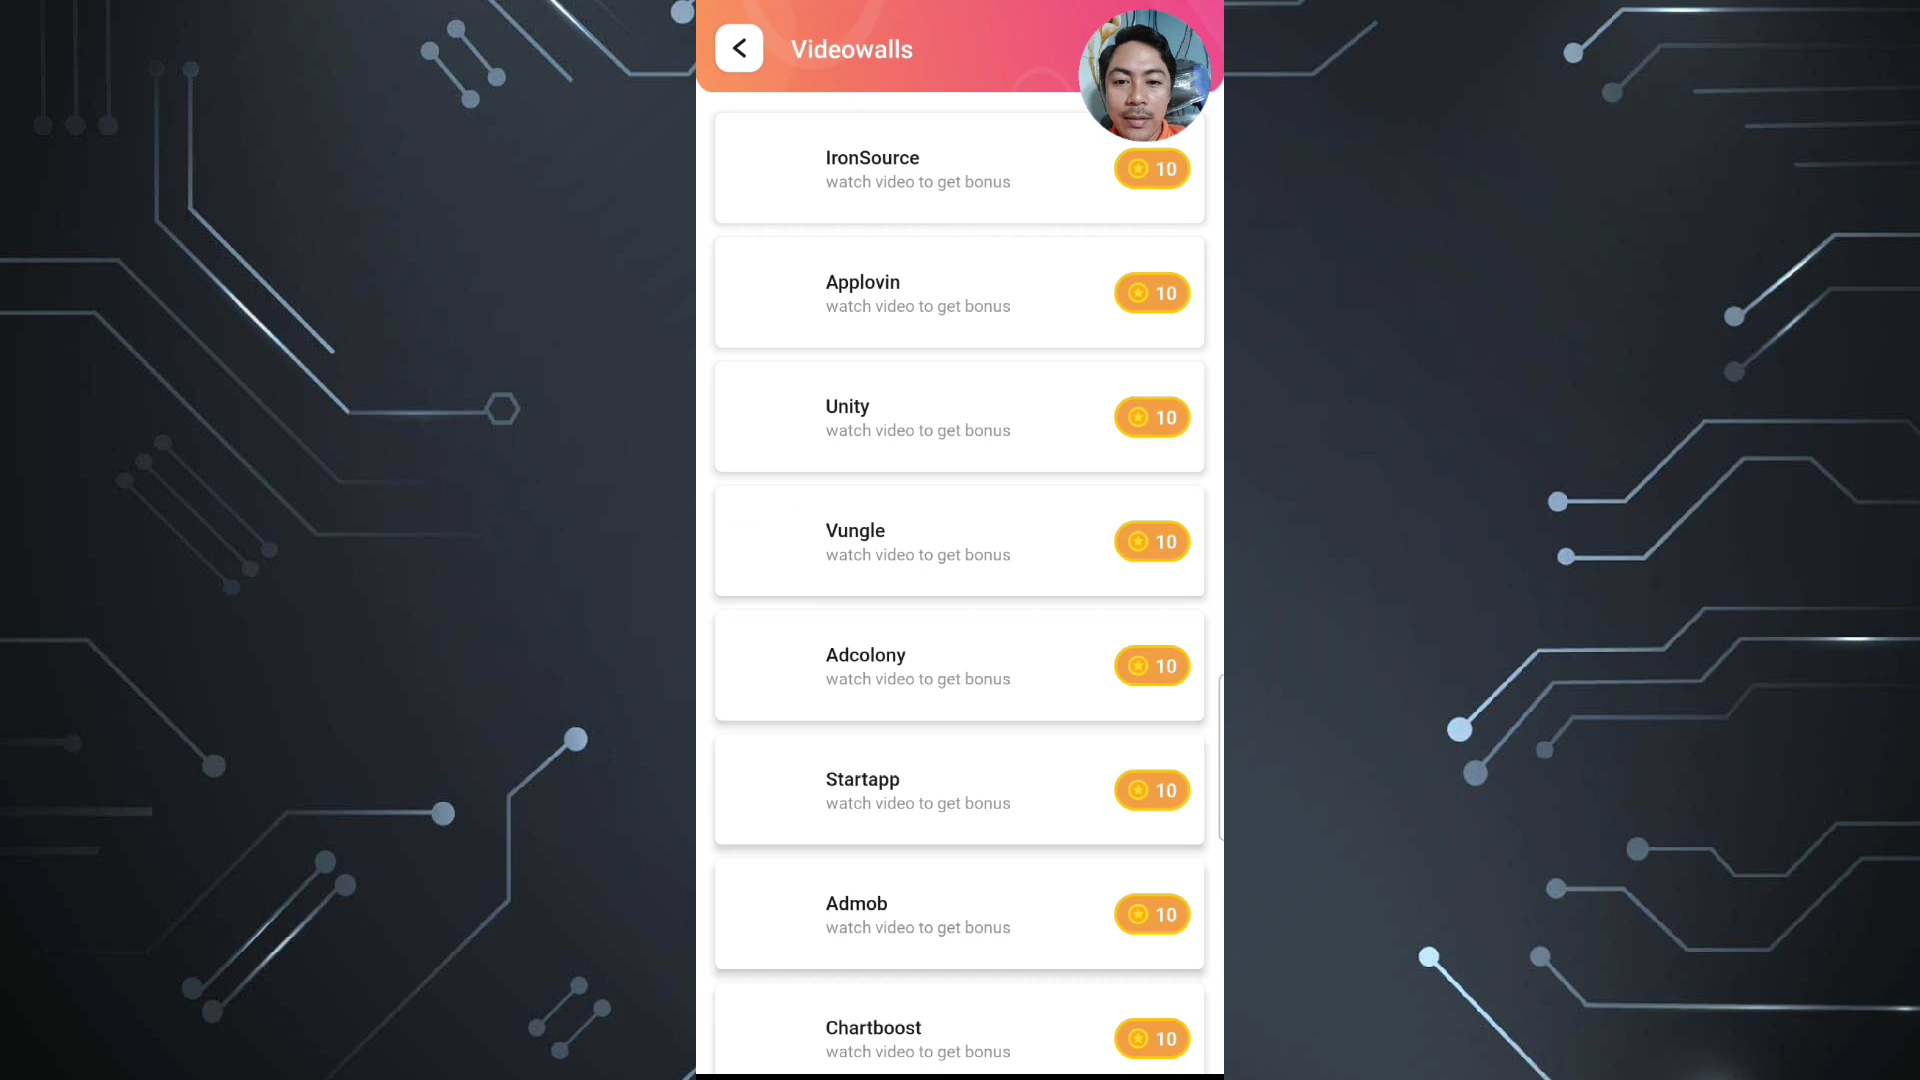 Videowalls
IronSource
watch video to get bonus
10
Applovin
watch video to get bonus
10
Unity
watch video to get bonus
10
Vungle
watch video to get bonus
10
Adcolony
watch video to get bonus
10
Startapp
watch video to get bonus
10
Admob
watch video to get bonus
10
Chartboost
watch video to get bonus
10